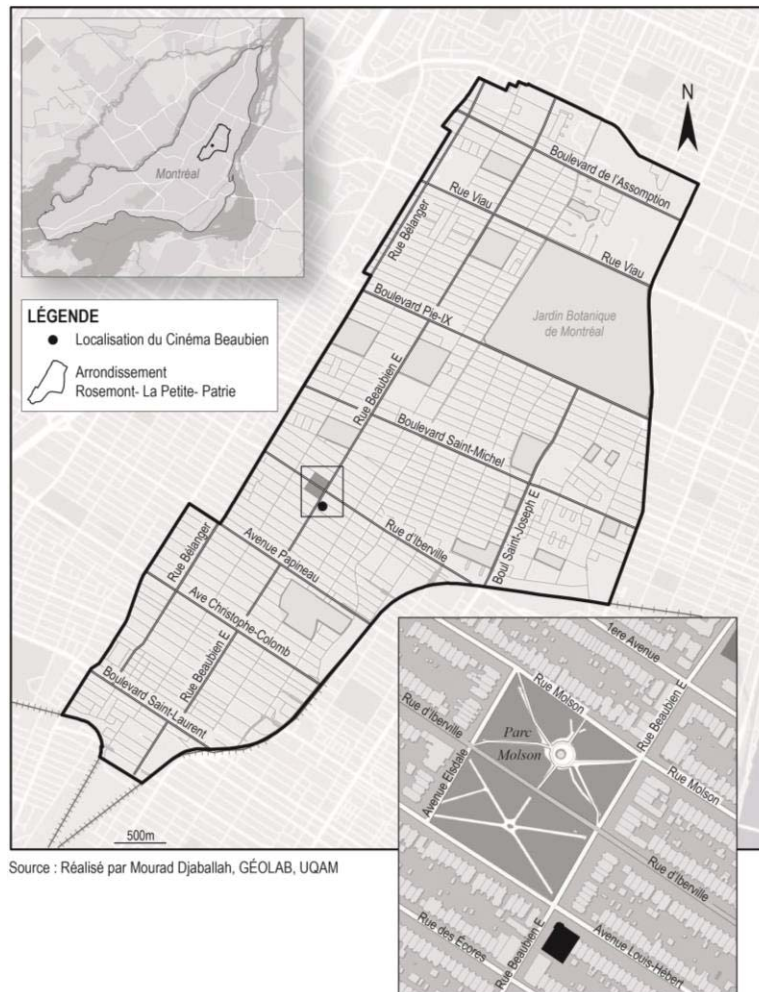 Montréal
N
LÉGENDE
Localisation du Cinéma Beaubien
Arrondissement
Rosemont- La Petite- Patrie
Boulevard de l'Assomption
Rue Viau
Rue Viau
Rue Bélanger
Boulevard Pie-IX
Jardin Botanique
de Montréal
Rue Beaubien E
Boulevard Saint-Michel
Boul Saint-Joseph E
Rue d'Iberville
Avenue Papineau
Rue Bélanger
Ave Christophe-Colomb
Rue Beaubien E
Boulevard Saint-Laurent
500m
1ere Avenue
Rue Molson
Rue Beaubien E
Rue d'Iberville
Parc
Molson
Avenue Elsdale
Rue Molson
Rue d'Iberville
Avenue Louis-Hébert
Rue des Écores
Rue Beaubien E
Source : Réalisé par Mourad Djaballah, GÉOLAB, UQAM